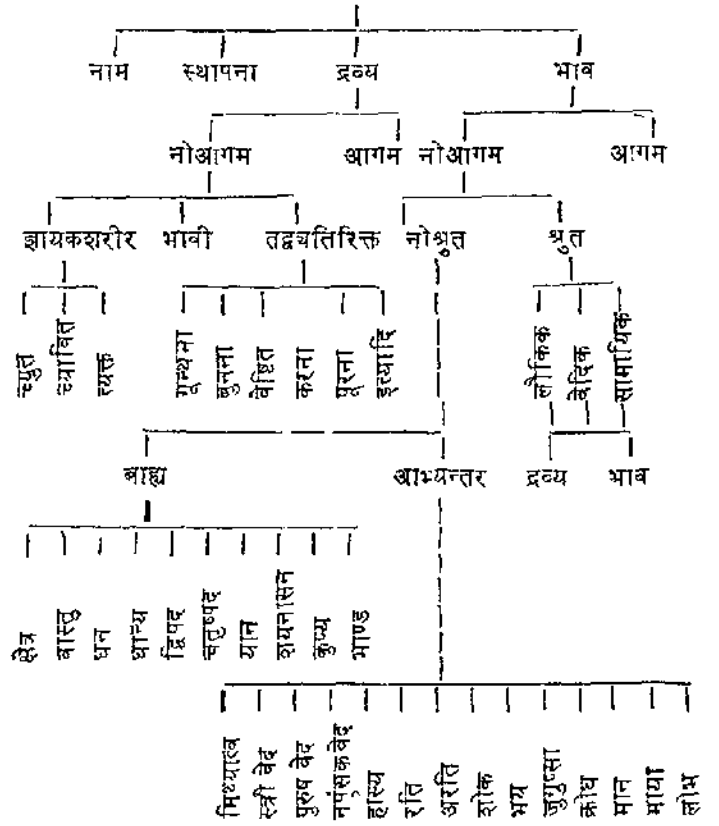 नाम स्थापना द्रव्य भाव
नोआगम आगम नोआगम आगम
ज्ञायकशरीर भावी तद्व्यतिरिक्त नोश्रुत श्रुत
च्युत
च्यावित
त्यक्त
गून्थना
बुनना
वेष्टित
करना
पूरना
इत्यादि
लौकिक
वैदिक
सामायिक
बाह्य आभ्यन्तर द्रव्य भाव
क्षेत्र
वास्तु
धन
धान्य
द्विपद
चतुष्पद
यान
शयनासन
कुप्य
भाण्ड
मिथ्यात्व
स्त्री वेद
पुरुष वेद
नपुंसकवेद
हास्य
रति
अरति
शोक
भय
जुगुप्सा
क्रोध
मान
माया
लोभ